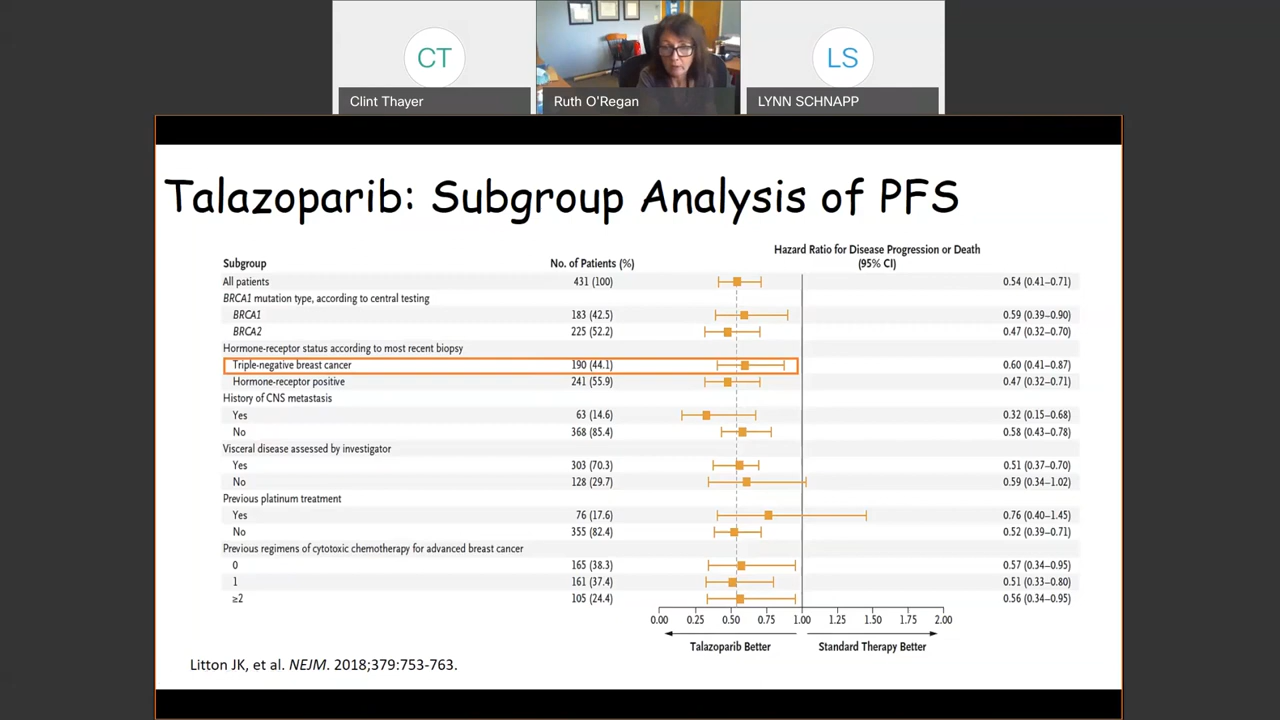 CT
LS
Clint Thayer
Ruth O'Regan
LYNN SCHNAPP
Talazoparib: Subgroup Analysis of PFS
Hazard Ratio for Disease Progression or Death
Subgroup No. of Patients (%) (95% CI)
All patients 431 (100) 0.54 (0.41–0.71)
BRCA1 mutation type, according to central testing
BRCA1 183 (42.5) 0.59 (0.39–0.90)
BRCA2 225 (52.2) 0.47 (0.32–0.70)
Hormone-receptor status according to most recent biopsy
Triple-negative breast cancer 190 (44.1) 0.60 (0.41–0.87)
Hormone-receptor positive 241 (55.9) 0.47 (0.32–0.71)
History of CNS metastasis
Yes 63 (14.6) 0.32 (0.15–0.68)
No 368 (85.4) 0.58 (0.43–0.78)
Visceral disease assessed by investigator
Yes 303 (70.3) 0.51 (0.37–0.70)
No 128 (29.7) 0.59 (0.34–1.02)
Previous platinum treatment
Yes 76 (17.6) 0.76 (0.40–1.45)
No 355 (82.4) 0.52 (0.39–0.71)
Previous regimens of cytotoxic chemotherapy for advanced breast cancer
0 165 (38.3) 0.57 (0.34–0.95)
1 161 (37.4) 0.51 (0.33–0.80)
≥2 105 (24.4) 0.56 (0.34–0.95)
0.00 0.25 0.50 0.75 1.00 1.25 1.50 1.75 2.00
Talazoparib Better Standard Therapy Better
Litton JK, et al. NEJM. 2018;379:753-763.